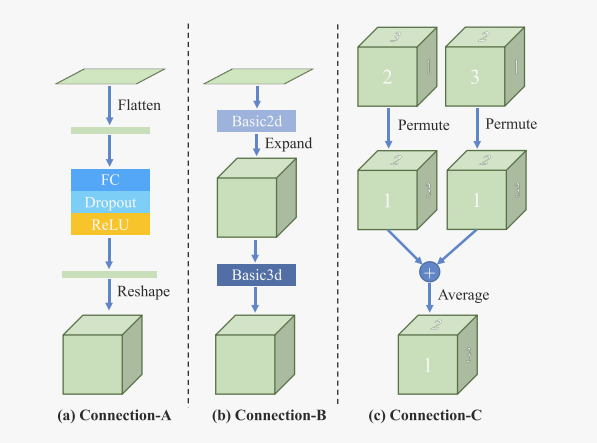 Flatten
FC
Dropout
ReLU
Reshape
(a) Connection-A
Basic2d
Expand
Basic3d
(b) Connection-B
3
2
1
2
3
1
Permute
Permute
2
1
3
2
1
3
+
Average
2
1
3
(c) Connection-C